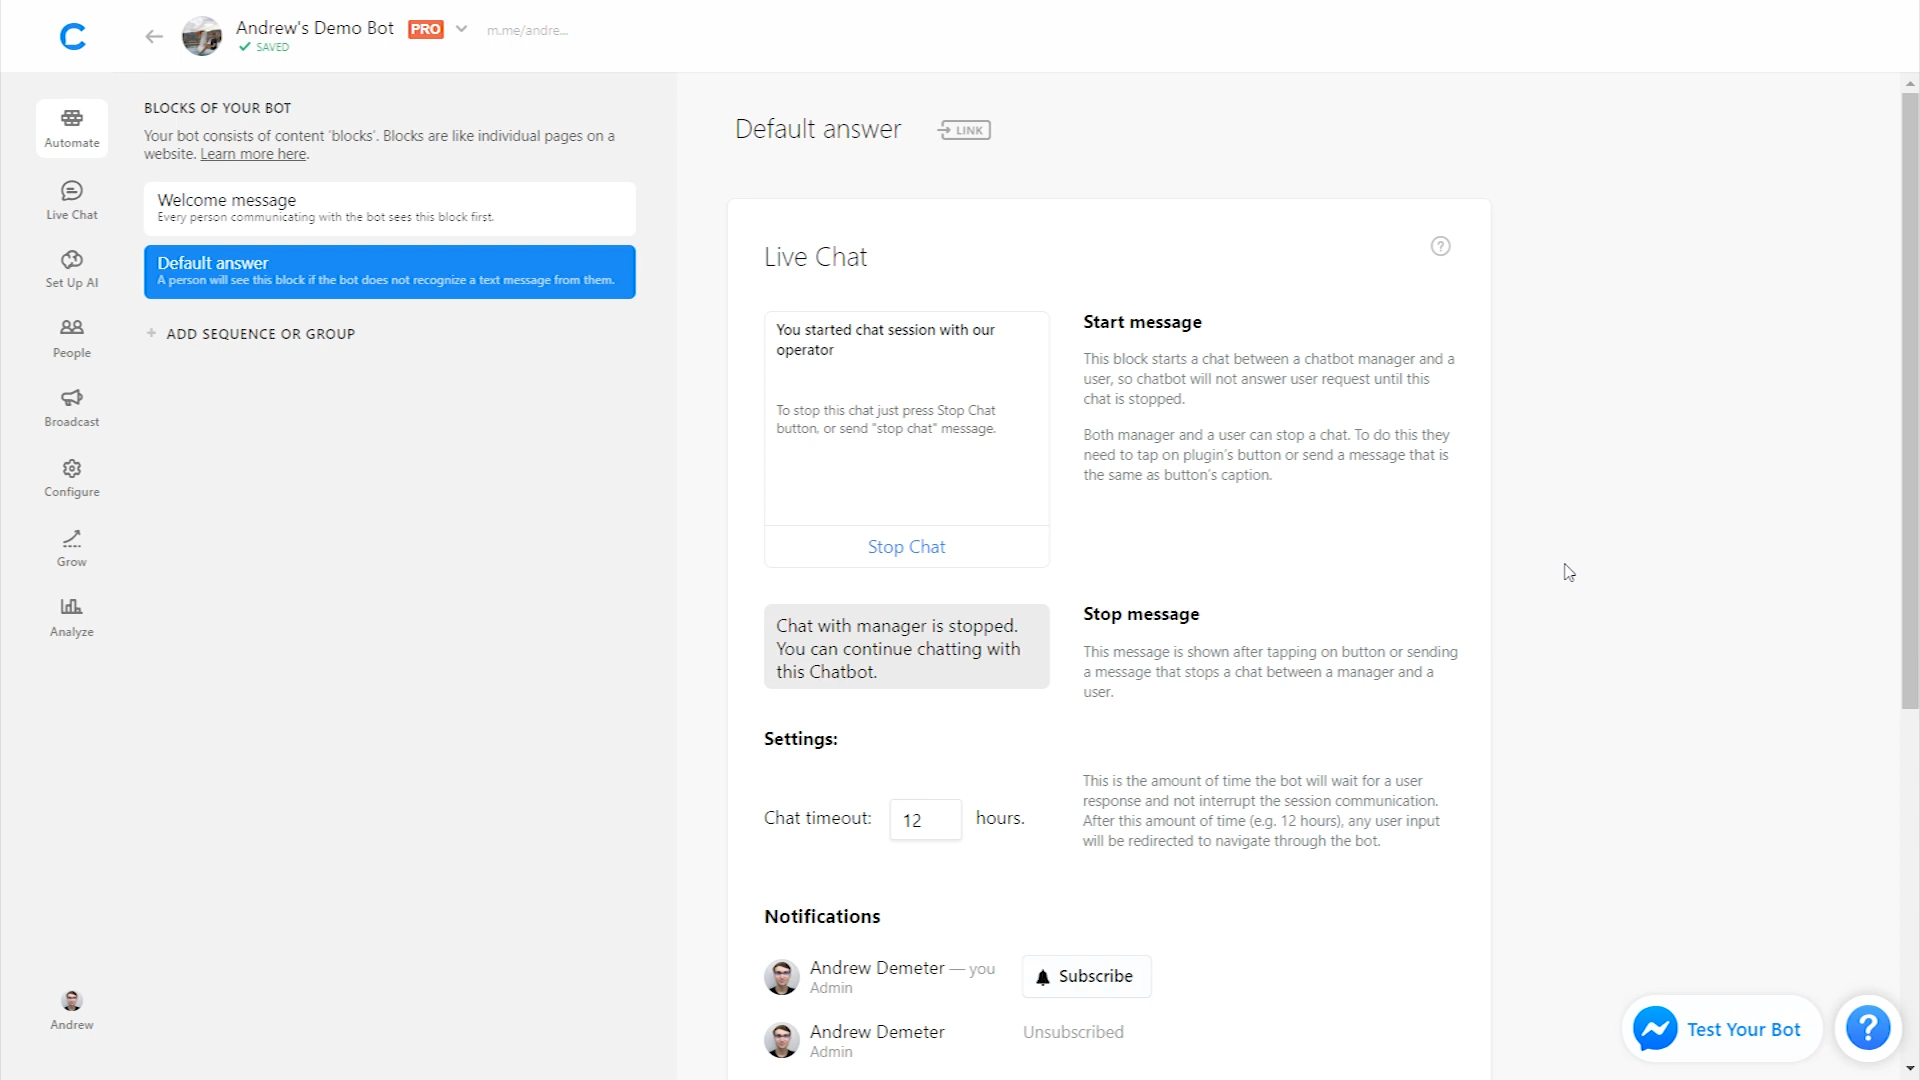 Andrew's Demo Bot PRO m.me/andre...
SAVED
Automate
Live Chat
Set Up AI
People
Broadcast
Configure
Grow
Analyze
Andrew
BLOCKS OF YOUR BOT
Your bot consists of content 'blocks'. Blocks are like individual pages on a
website. Learn more here.
Welcome message
Every person communicating with the bot sees this block first.
Default answer
A person will see this block if the bot does not recognize a text message from them.
+ ADD SEQUENCE OR GROUP
Default answer LINK
Live Chat
?
You started chat session with our
operator
To stop this chat just press Stop Chat
button, or send "stop chat" message.
Stop Chat
Start message
This block starts a chat between a chatbot manager and a
user, so chatbot will not answer user request until this
chat is stopped.
Both manager and a user can stop a chat. To do this they
need to tap on plugin's button or send a message that is
the same as button's caption.
Chat with manager is stopped.
You can continue chatting with
this Chatbot.
Stop message
This message is shown after tapping on button or sending
a message that stops a chat between a manager and a
user.
Settings:
Chat timeout: 12 hours.
This is the amount of time the bot will wait for a user
response and not interrupt the session communication.
After this amount of time (e.g. 12 hours), any user input
will be redirected to navigate through the bot.
Notifications
Andrew Demeter — you
Admin
Subscribe
Andrew Demeter
Admin
Unsubscribed
Test Your Bot
?